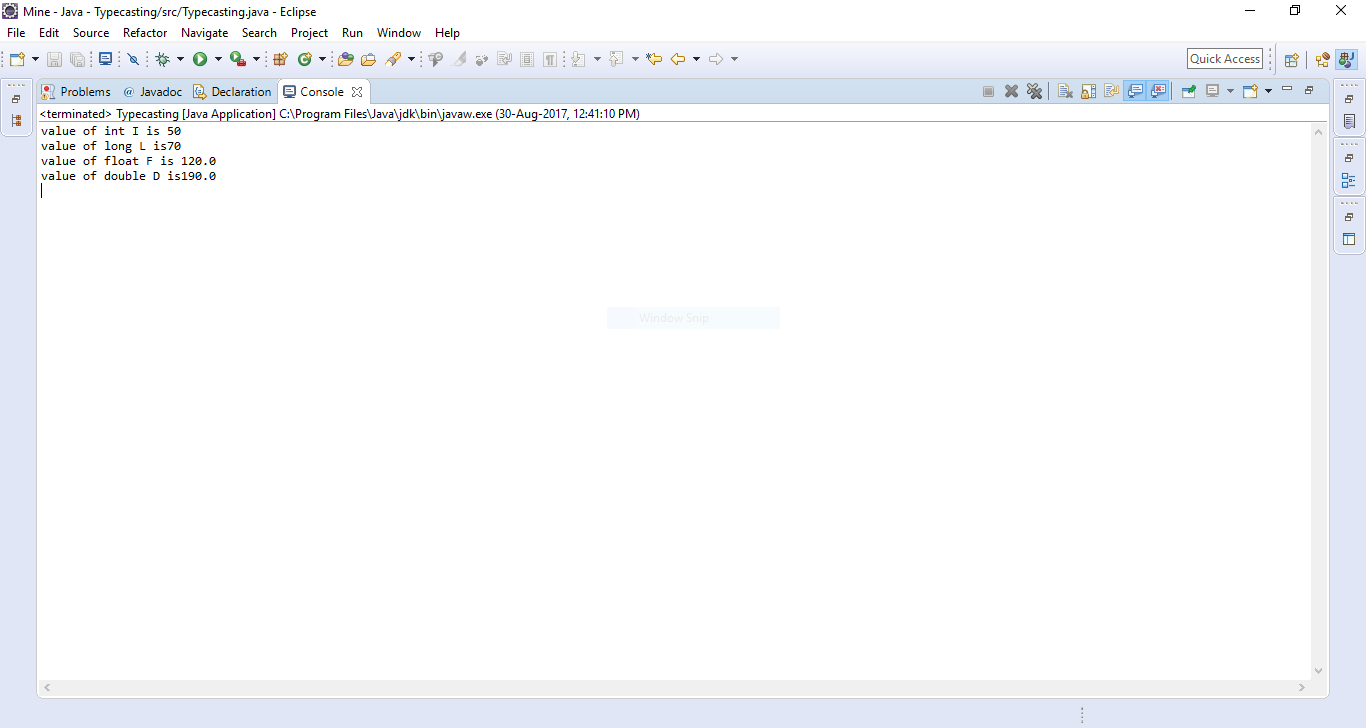 Mine - Java - Typecasting/src/Typecasting.java - Eclipse
File Edit Source Refactor Navigate Search Project Run Window Help
Quick Access
Problems @ Javadoc Declaration Console
<terminated> Typecasting [Java Application] C:\Program Files\Java\jdk\bin\javaw.exe (30-Aug-2017, 12:41:10 PM)
value of int I is 50
value of long L is70
value of float F is 120.0
value of double D is190.0
Window Snip